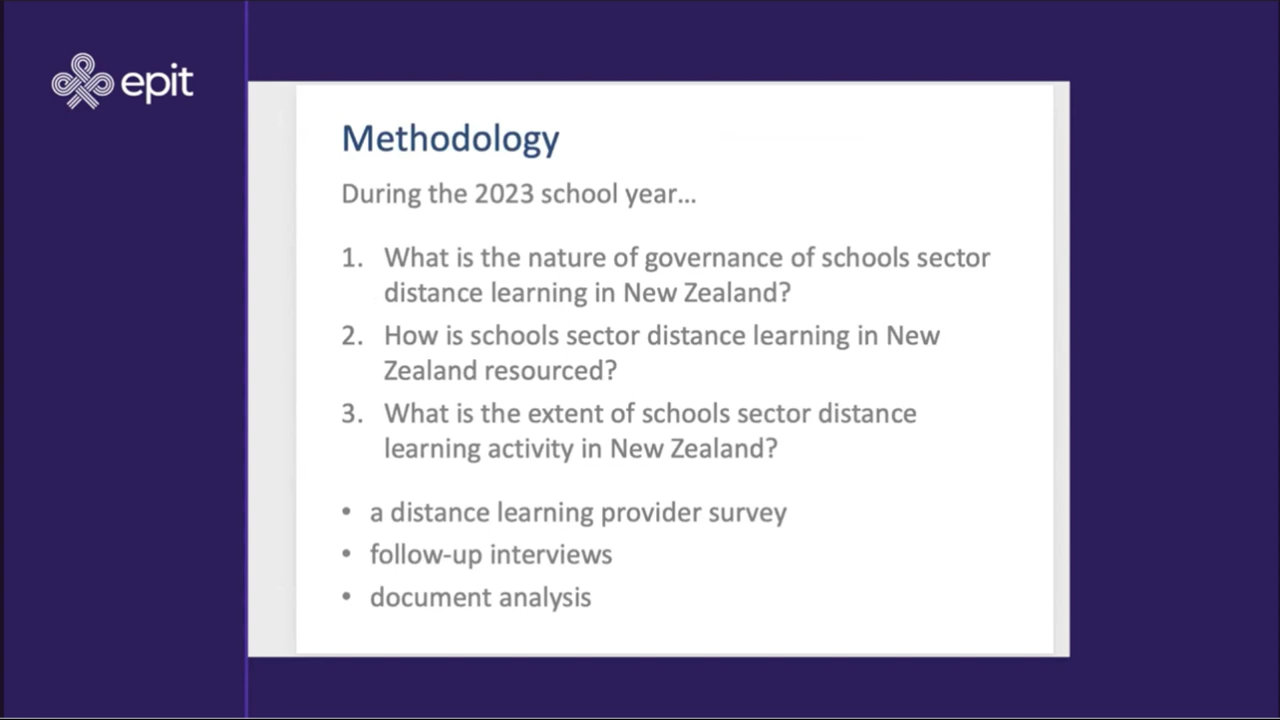 epit
Methodology
During the 2023 school year...
1. What is the nature of governance of schools sector
distance learning in New Zealand?
2. How is schools sector distance learning in New
Zealand resourced?
3. What is the extent of schools sector distance
learning activity in New Zealand?
• a distance learning provider survey
• follow-up interviews
• document analysis